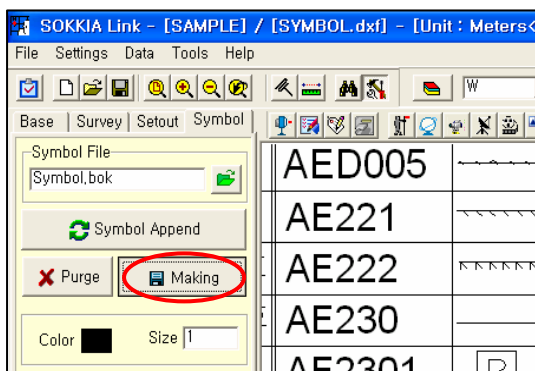 SOKKIA Link - [SAMPLE] / [SYMBOL.dxf] - [Unit : Meters<
File Settings Data Tools Help
W
Base Survey Setout Symbol
Symbol File
Symbol,bok
Symbol Append
Purge Making
Color Size 1
AED005
AE221
AE222
AE230
AE2301